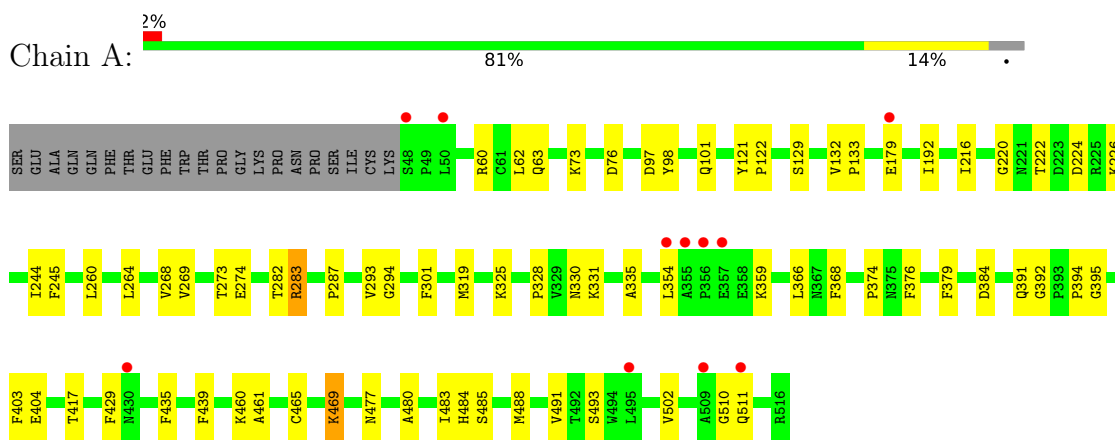 2%
Chain A:
81% 14% •
SER GLU ALA GLN GLN PHE THR GLU PHE TRP THR PRO PRO GLY LYS PRO ASN PRO SER ILE CYS LYS S48 P49 L50 R60 C61 L62 Q63 K73 D76 D97 Y98 Q101 Y121 P122 S129 V132 P133 E179 I192 I216 G220 N221 T222 D223 D224 R225 K226
I244 F245 L260 L264 V268 V269 T273 E274 T282 R283 P287 V293 G294 F301 M319 K325 P328 V329 N330 K331 A335 L354 A355 P356 E357 E358 K359 L366 N367 F368 P374 N375 F376 F379 D384 Q391 G392 P393 P394 G395
F403 E404 T417 F429 N430 F435 F439 K460 A461 C465 K469 N477 A480 I483 H484 S485 M488 V491 T492 S493 W494 L495 V502 A509 G510 Q511 R516